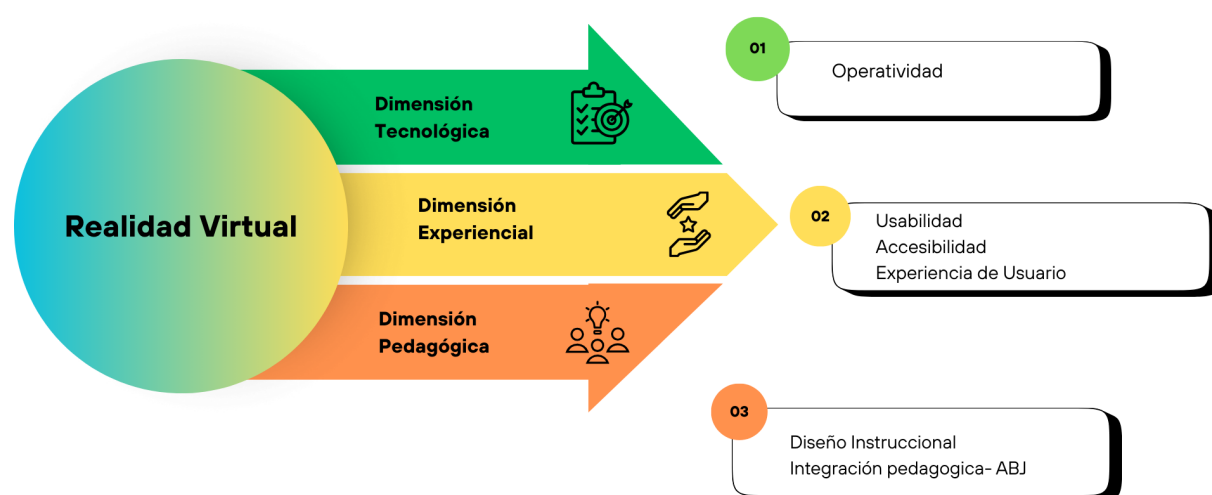 Realidad Virtual
Dimensión
Tecnológica
Dimensión
Experiencial
Dimensión
Pedagógica
01
Operatividad
02
Usabilidad
Accesibilidad
Experiencia de Usuario
03
Diseño Instruccional
Integración pedagogica- ABJ